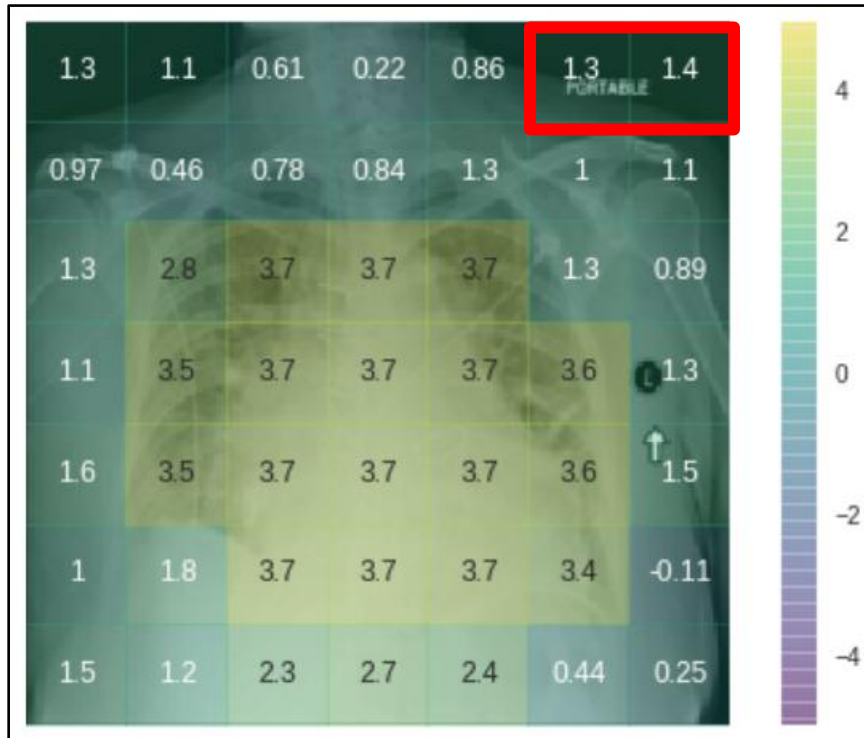 1.3 1.1 0.61 0.22 0.86 1.3 1.4
PORTABLE
4
0.97 0.46 0.78 0.84 1.3 1 1.1
2
1.3 2.8 3.7 3.7 3.7 1.3 0.89
1.1 3.5 3.7 3.7 3.7 3.6 L 1.3
0
1.6 3.5 3.7 3.7 3.7 3.6 1.5
−2
1 1.8 3.7 3.7 3.7 3.4 -0.11
−4
1.5 1.2 2.3 2.7 2.4 0.44 0.25